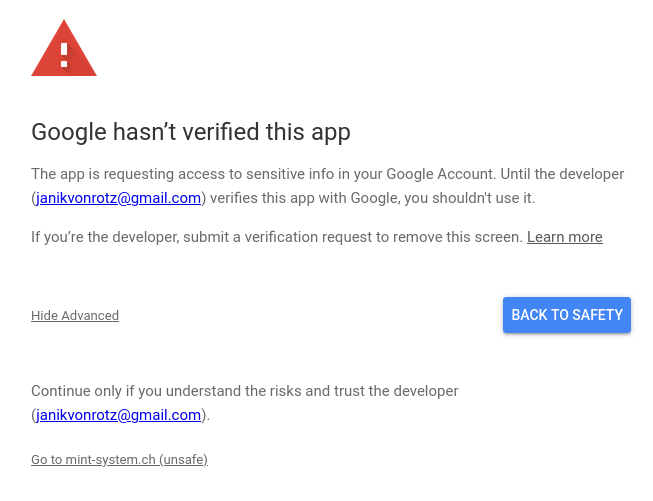 Google hasn’t verified this app
The app is requesting access to sensitive info in your Google Account. Until the developer
(janikvonrotz@gmail.com) verifies this app with Google, you shouldn't use it.
If you’re the developer, submit a verification request to remove this screen. Learn more
Hide Advanced
BACK TO SAFETY
Continue only if you understand the risks and trust the developer
(janikvonrotz@gmail.com).
Go to mint-system.ch (unsafe)